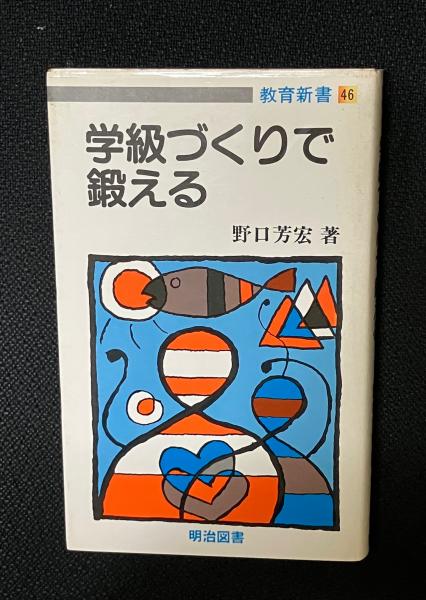 教育新書 46
学級づくりで
鍛える
野口芳宏 著
明治図書